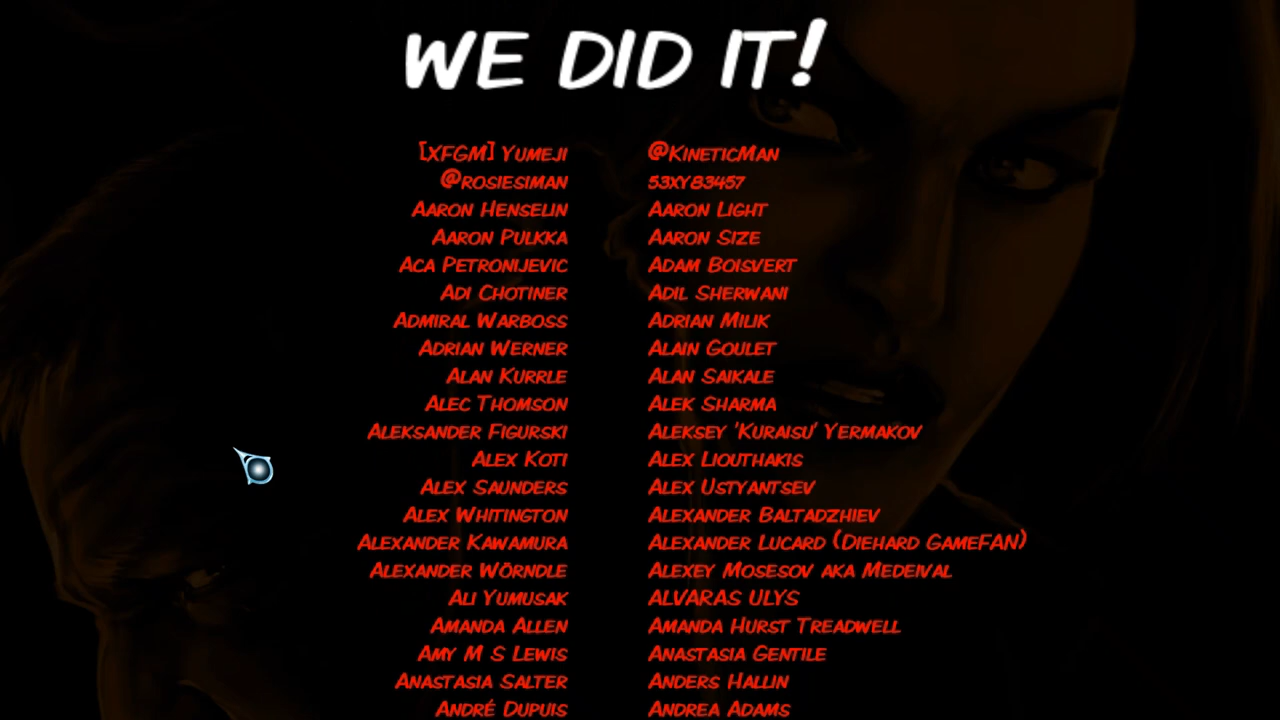 WE DID IT!
[XFGM] YUMEJI @KINETICMAN
@ROSIESIMAN 53XY83457
AARON HENSELIN AARON LIGHT
AARON PULKKA AARON SIZE
ACA PETRONIJEVIC ADAM BOISVERT
ADI CHOTINER ADIL SHERWANI
ADMIRAL WARBOSS ADRIAN MILIK
ADRIAN WERNER ALAIN GOULET
ALAN KURRLE ALAN SAIKALE
ALEC THOMSON ALEK SHARMA
ALEKSANDER FIGURSKI ALEKSEY 'KURAISU' YERMAKOV
ALEX KOTI ALEX LIOUTHAKIS
ALEX SAUNDERS ALEX USTYANTSEV
ALEX WHITINGTON ALEXANDER BALTADZHIEV
ALEXANDER KAWAMURA ALEXANDER LUCARD (DIEHARD GAMEFAN)
ALEXANDER WÖRNDLE ALEXEY MOSESOV AKA MEDEIVAL
ALI YUMUSAK ALVARAS ULYS
AMANDA ALLEN AMANDA HURST TREADWELL
AMY M S LEWIS ANASTASIA GENTILE
ANASTASIA SALTER ANDERS HALLIN
ANDRÉ DUPUIS ANDREA ADAMS